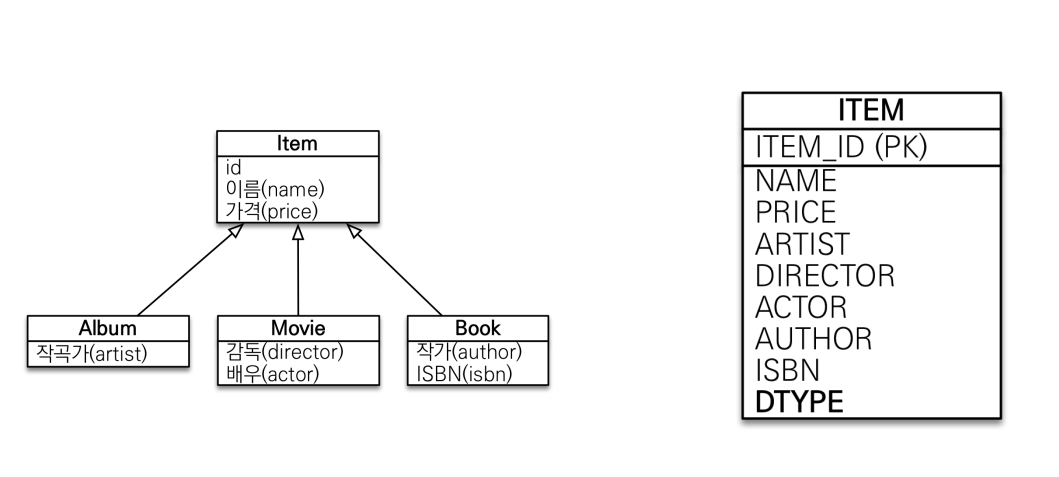 Item
id
이름(name)
가격(price)
Album
작곡가(artist)
Movie
감독(director)
배우(actor)
Book
작가(author)
ISBN(isbn)
ITEM
ITEM_ID (PK)
NAME
PRICE
ARTIST
DIRECTOR
ACTOR
AUTHOR
ISBN
DTYPE